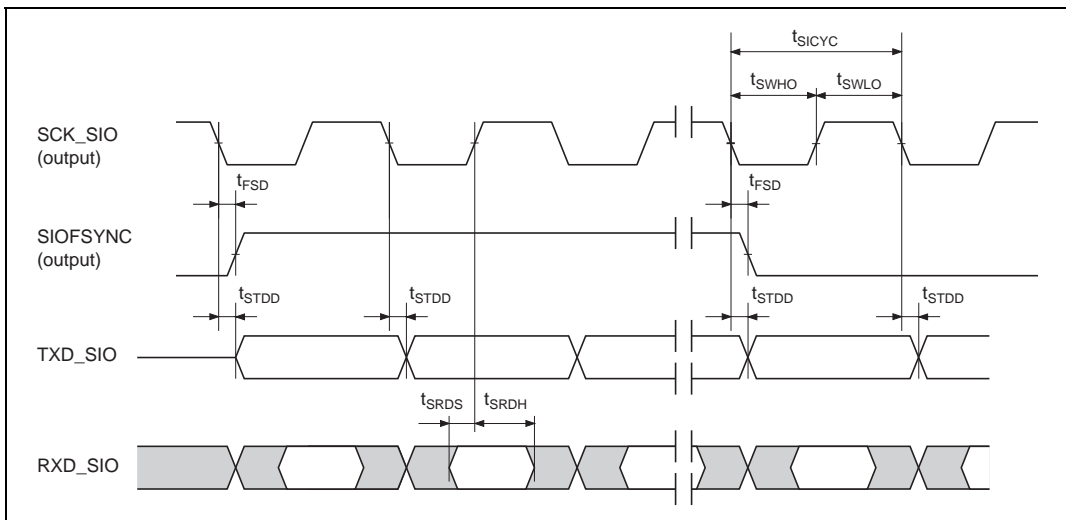 tSICYC
tSWHO tSWLO
SCK_SIO
(output)
tFSD tFSD
SIOFSYNC
(output)
tSTDD tSTDD tSTDD tSTDD
TXD_SIO
tSRDS tSRDH
RXD_SIO